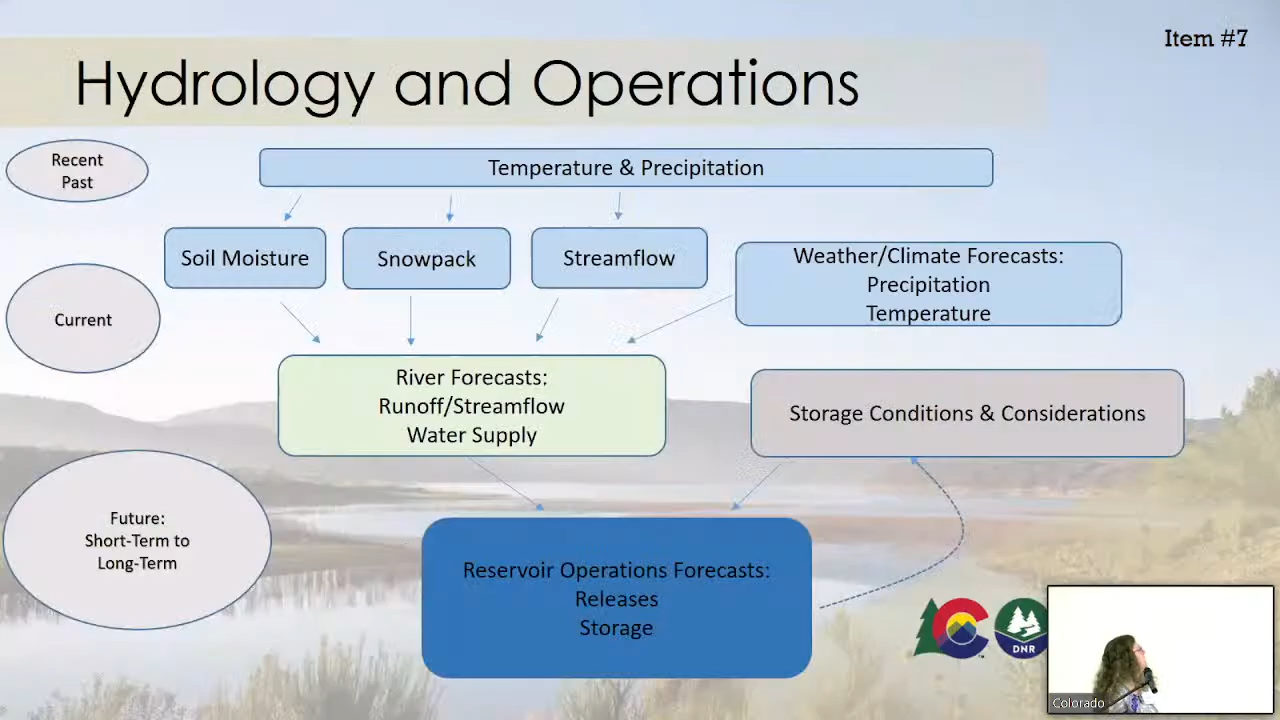 Item #7
Hydrology and Operations
Recent
Past
Temperature & Precipitation
Soil Moisture
Snowpack
Streamflow
Weather/Climate Forecasts:
Precipitation
Temperature
Current
River Forecasts:
Runoff/Streamflow
Water Supply
Storage Conditions & Considerations
Future:
Short-Term to
Long-Term
Reservoir Operations Forecasts:
Releases
Storage
DNR
Colorado